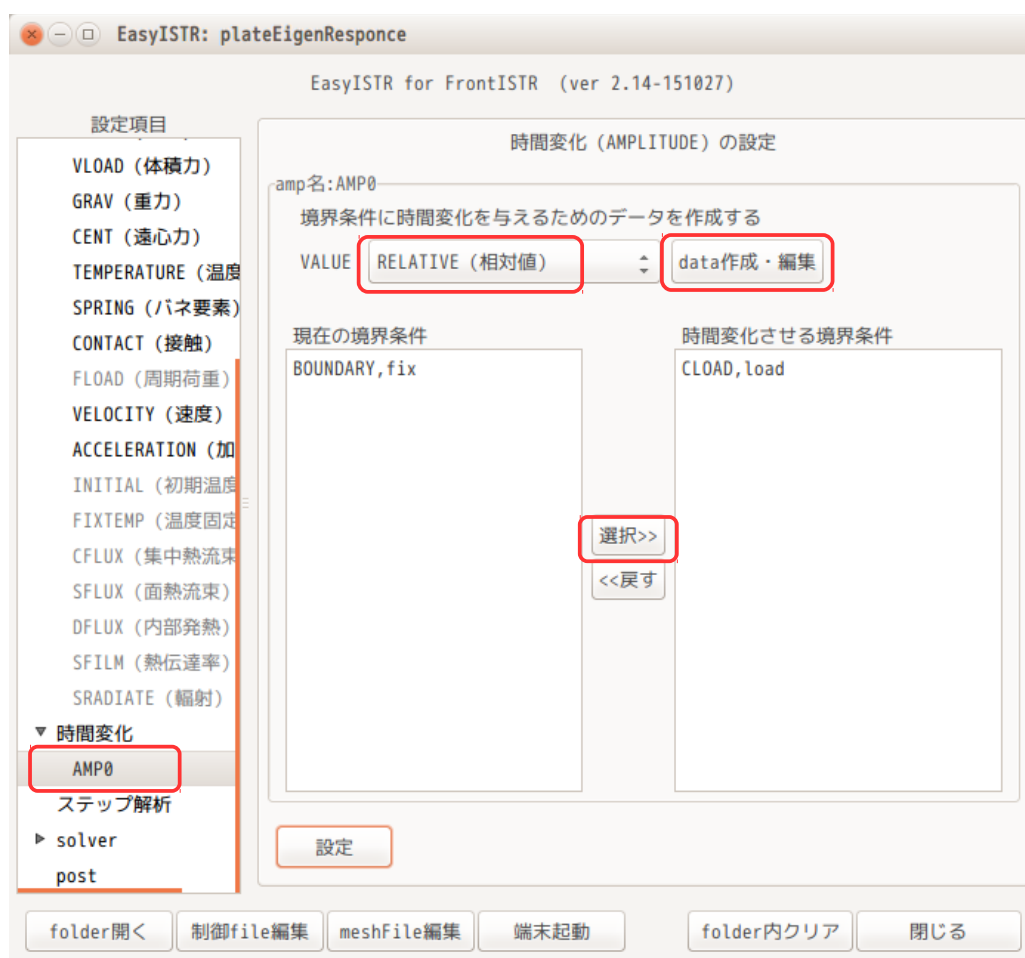 EasyISTR: plateEigenResponce
EasyISTR for FrontISTR (ver 2.14-151027)
設定項目
VLOAD (体積力)
GRAV (重力)
CENT (遠心力)
TEMPERATURE (温度
SPRING (バネ要素)
CONTACT (接触)
FLOAD (周期荷重)
VELOCITY (速度)
ACCELERATION (加
INITIAL (初期温度
FIXTEMP (温度固定
CFLUX (集中熱流束
SFLUX (面熱流束)
DFLUX (内部発熱)
SFILM (熱伝達率)
SRADIATE (輻射)
時間変化
AMP0
ステップ解析
solver
post
時間変化 (AMPLITUDE) の設定
amp名:AMP0
境界条件に時間変化を与えるためのデータを作成する
VALUE RELATIVE (相対値) data作成・編集
現在の境界条件
BOUNDARY,fix
選択>>
<<戻す
時間変化させる境界条件
CLOAD,load
設定
folder開く 制御file編集 meshFile編集 端末起動 folder内クリア 閉じる